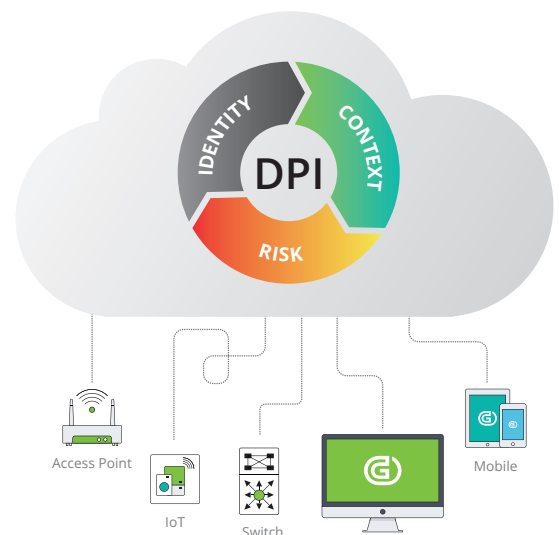 IDENTITY
CONTEXT
DPI
RISK
Access Point
Mobile
IoT
Switch